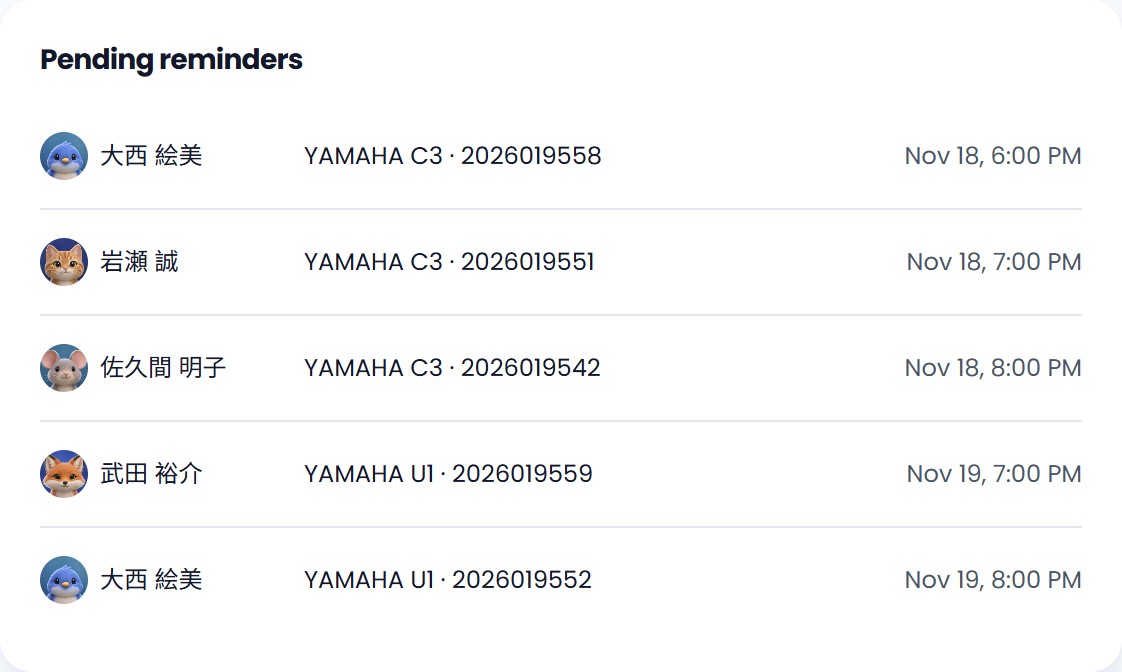 Pending reminders
大西 絵美 YAMAHA C3 · 2026019558 Nov 18, 6:00 PM
岩瀬 誠 YAMAHA C3 · 2026019551 Nov 18, 7:00 PM
佐久間 明子 YAMAHA C3 · 2026019542 Nov 18, 8:00 PM
武田 裕介 YAMAHA U1 · 2026019559 Nov 19, 7:00 PM
大西 絵美 YAMAHA U1 · 2026019552 Nov 19, 8:00 PM